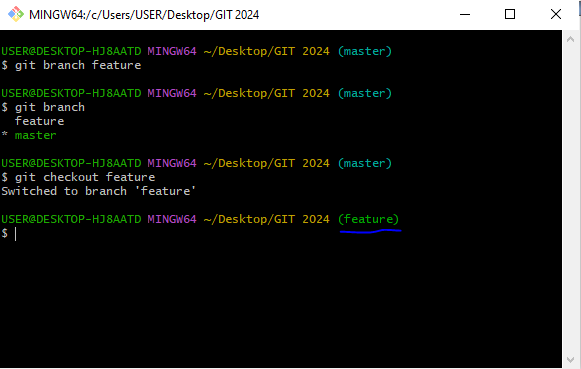 MINGW64:/c/Users/USER/Desktop/GIT 2024
USER@DESKTOP-HJ8AATD MINGW64 ~/Desktop/GIT 2024 (master)
$ git branch feature
USER@DESKTOP-HJ8AATD MINGW64 ~/Desktop/GIT 2024 (master)
$ git branch
  feature
* master
USER@DESKTOP-HJ8AATD MINGW64 ~/Desktop/GIT 2024 (master)
$ git checkout feature
Switched to branch 'feature'
USER@DESKTOP-HJ8AATD MINGW64 ~/Desktop/GIT 2024 (feature)
$